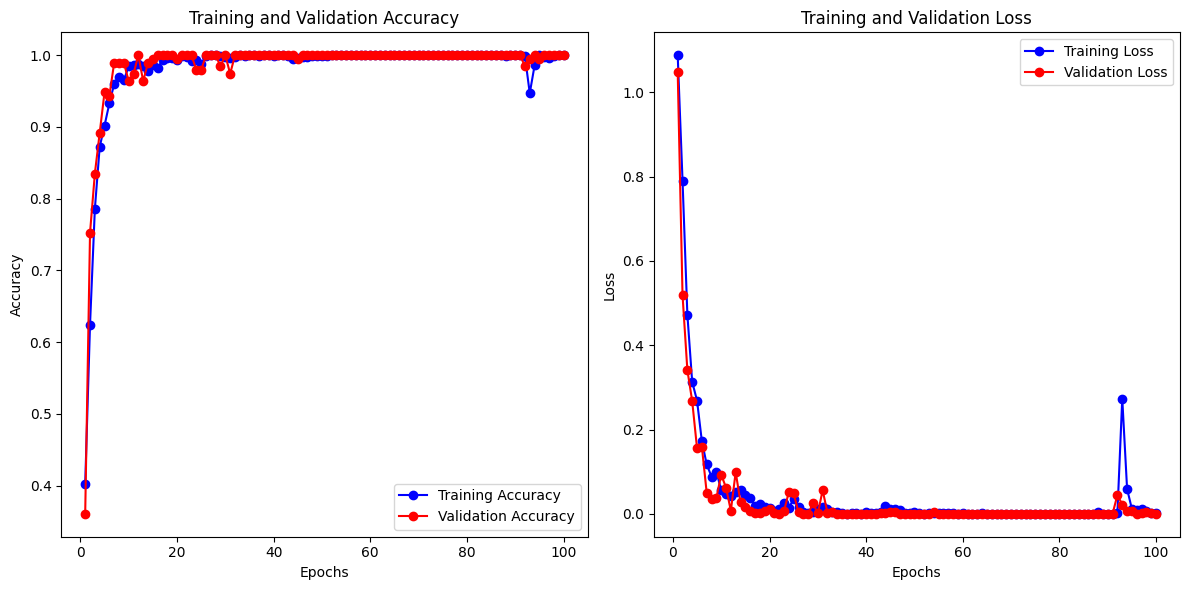 Training and Validation Accuracy
1.0
0.9
0.8
0.7
0.6
0.5
0.4
Accuracy
Training Accuracy
Validation Accuracy
0 20 40 60 80 100
Epochs
Training and Validation Loss
Training Loss
Validation Loss
1.0
0.8
0.6
0.4
0.2
0.0
Loss
0 20 40 60 80 100
Epochs